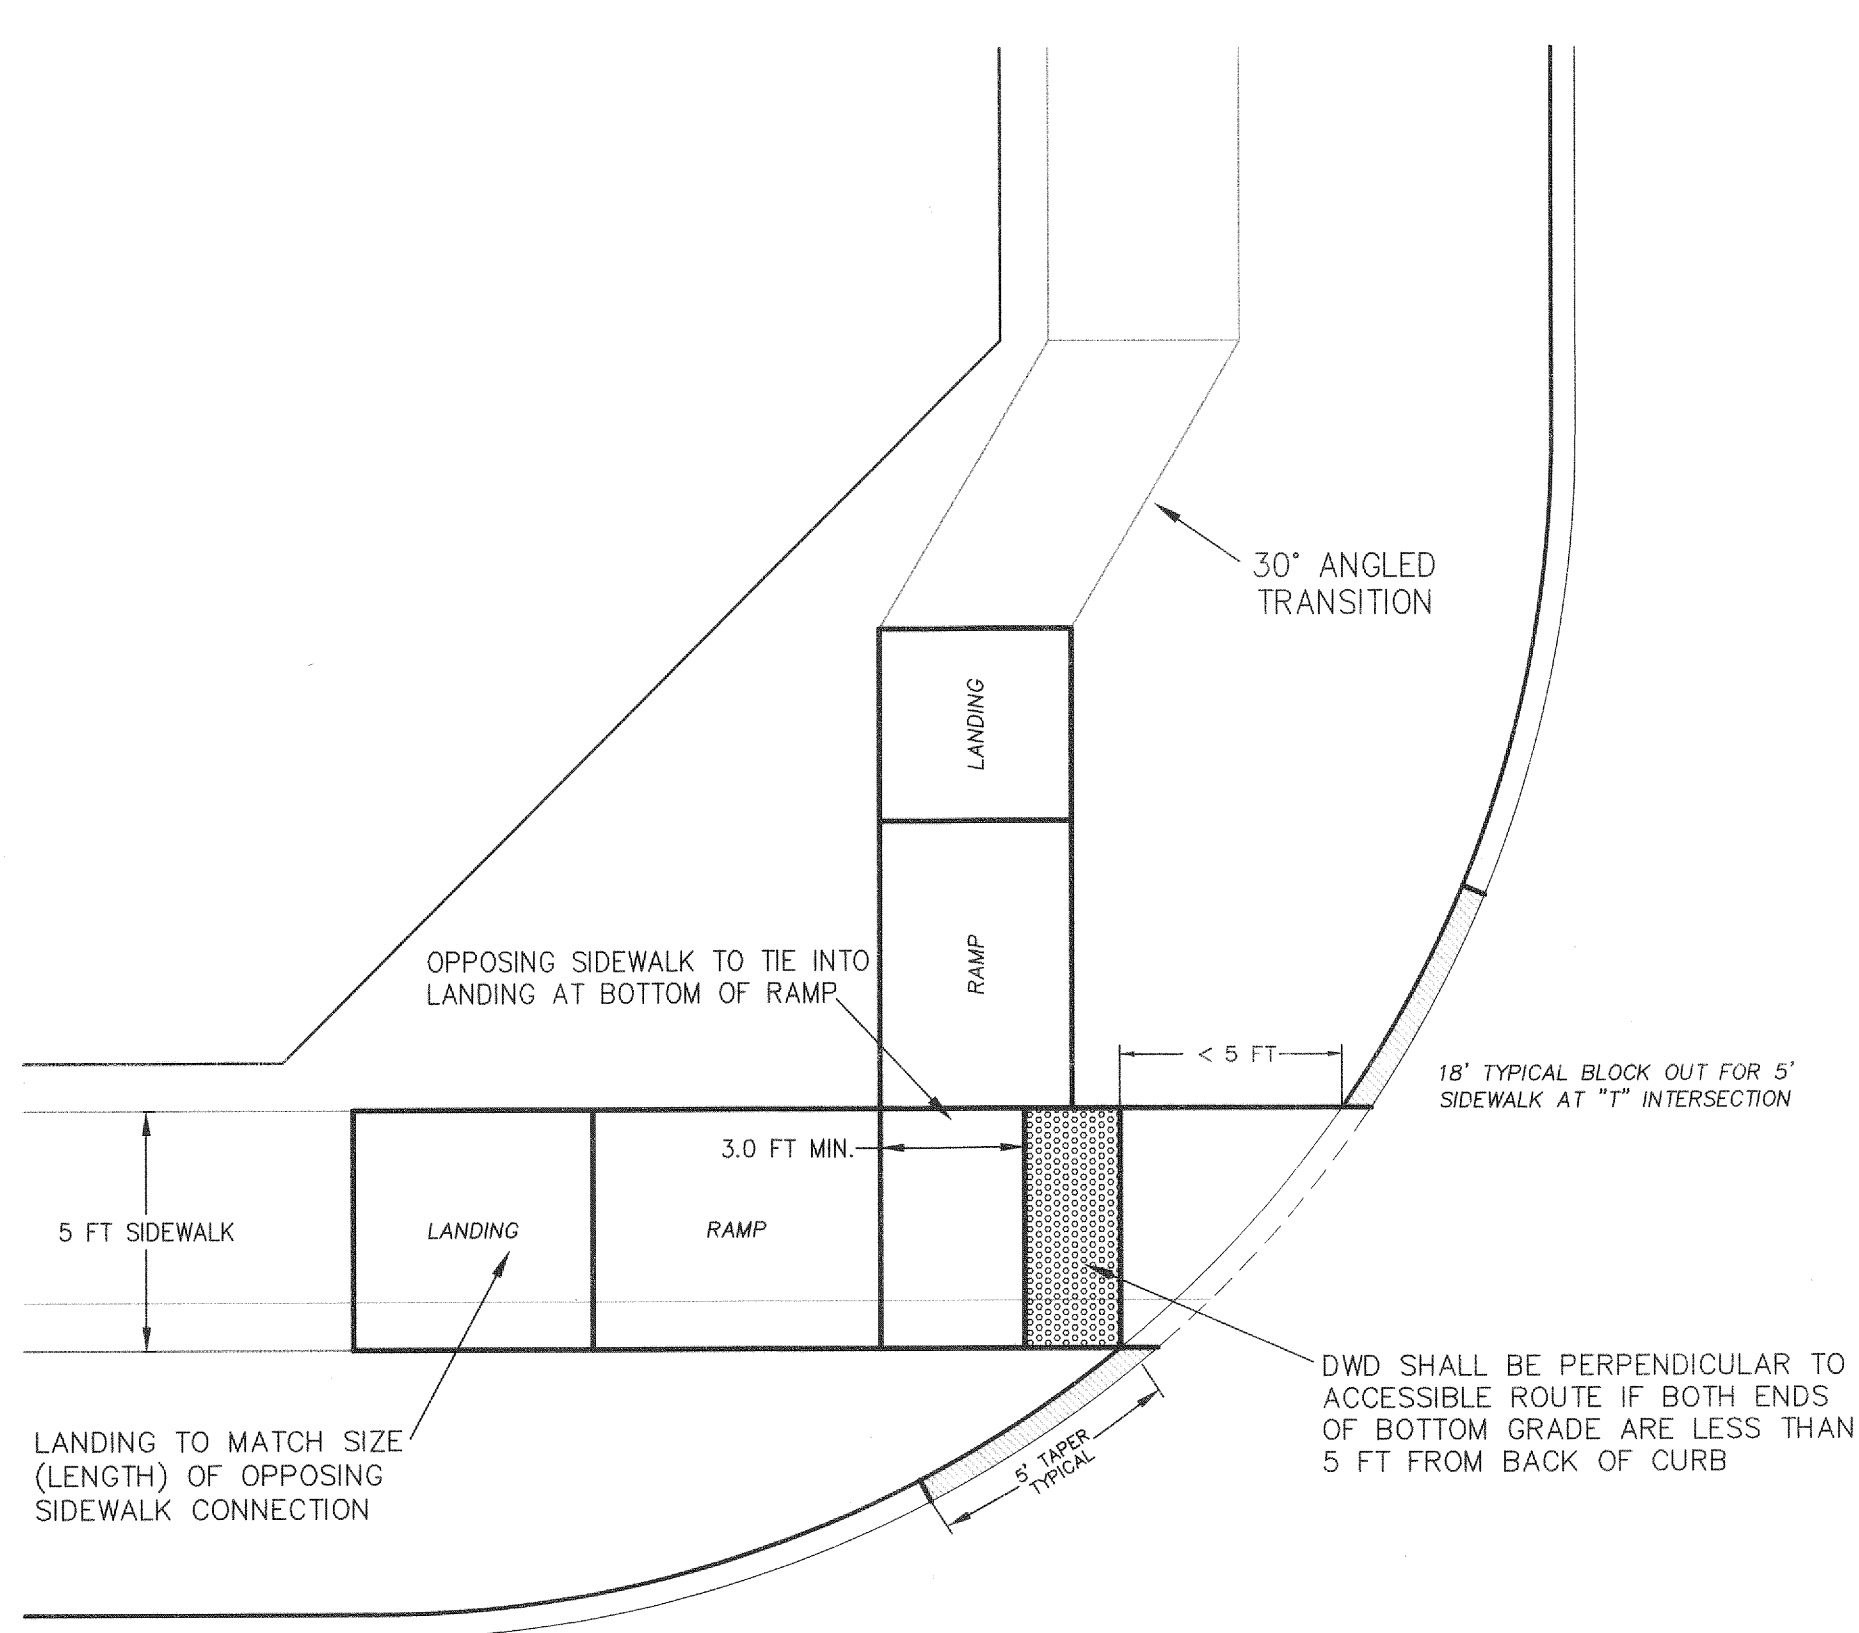 30° ANGLED
TRANSITION
LANDING
RAMP
OPPOSING SIDEWALK TO TIE INTO
LANDING AT BOTTOM OF RAMP
< 5 FT
18' TYPICAL BLOCK OUT FOR 5'
SIDEWALK AT "T" INTERSECTION
3.0 FT MIN.
5 FT SIDEWALK
LANDING
RAMP
DWD SHALL BE PERPENDICULAR TO
ACCESSIBLE ROUTE IF BOTH ENDS
OF BOTTOM GRADE ARE LESS THAN
5 FT FROM BACK OF CURB
LANDING TO MATCH SIZE
(LENGTH) OF OPPOSING
SIDEWALK CONNECTION
5' TAPER
TYPICAL